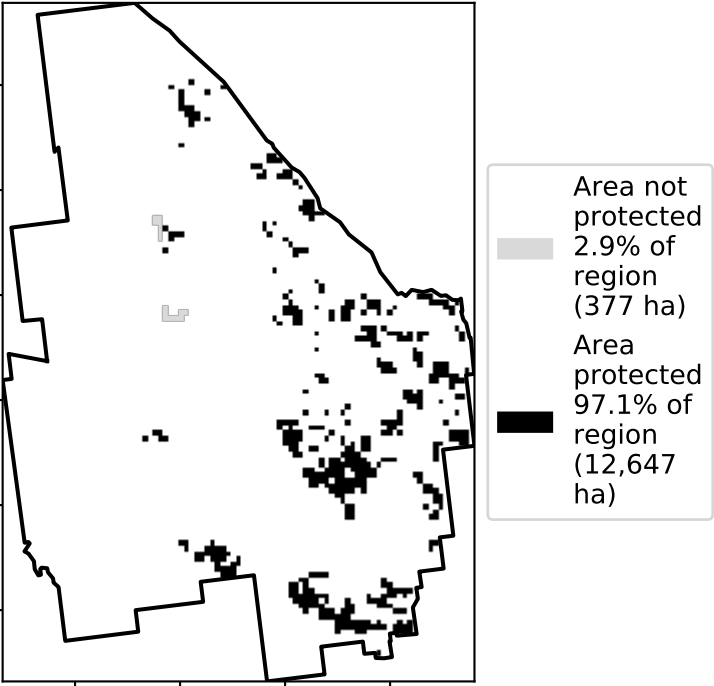 Area not
protected
2.9% of
region
(377 ha)
Area
protected
97.1% of
region
(12,647
ha)